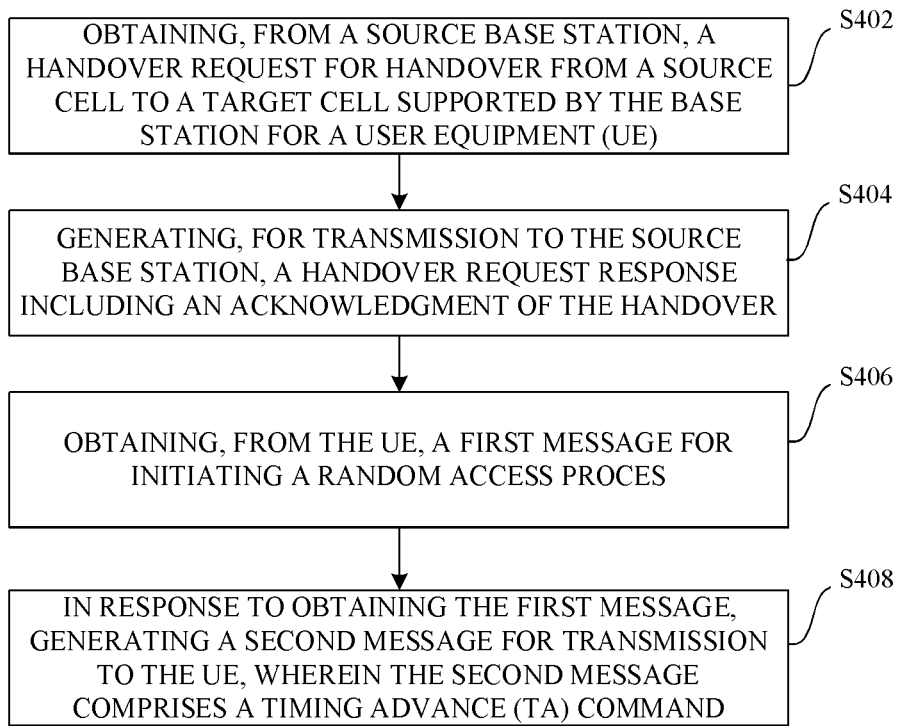 S402
OBTAINING, FROM A SOURCE BASE STATION, A
HANDOVER REQUEST FOR HANDOVER FROM A SOURCE
CELL TO A TARGET CELL SUPPORTED BY THE BASE
STATION FOR A USER EQUIPMENT (UE)
S404
GENERATING, FOR TRANSMISSION TO THE SOURCE
BASE STATION, A HANDOVER REQUEST RESPONSE
INCLUDING AN ACKNOWLEDGMENT OF THE HANDOVER
S406
OBTAINING, FROM THE UE, A FIRST MESSAGE FOR
INITIATING A RANDOM ACCESS PROCES
S408
IN RESPONSE TO OBTAINING THE FIRST MESSAGE,
GENERATING A SECOND MESSAGE FOR TRANSMISSION
TO THE UE, WHEREIN THE SECOND MESSAGE
COMPRISES A TIMING ADVANCE (TA) COMMAND